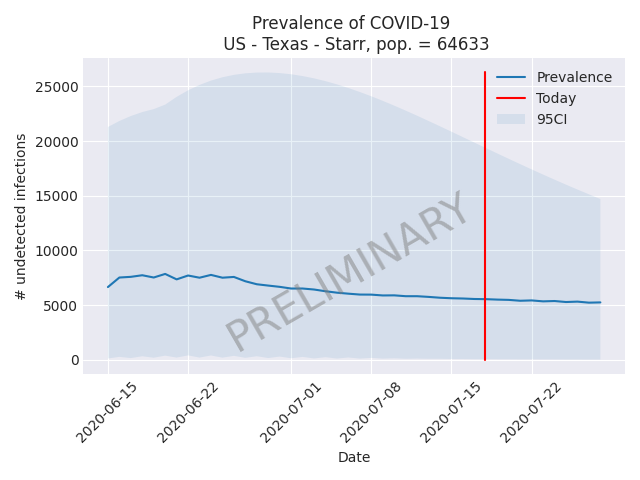 Prevalence of COVID-19
US - Texas - Starr, pop. = 64633
Prevalence
Today
95CI
25000
20000
15000
10000
5000
0
# undetected infections
PRELIMINARY
2020-06-15
2020-06-22
2020-07-01
2020-07-08
2020-07-15
2020-07-22
Date